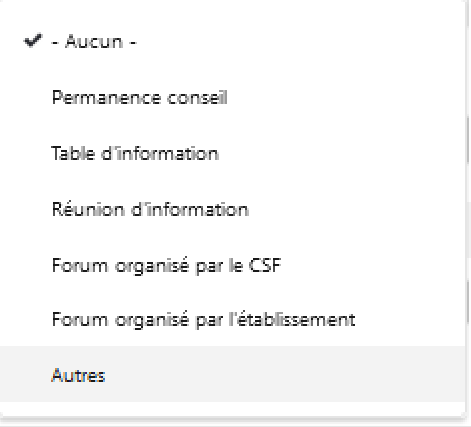 - Aucun -
Permanence conseil
Table d'information
Réunion d'information
Forum organisé par le CSF
Forum organisé par l'établissement
Autres